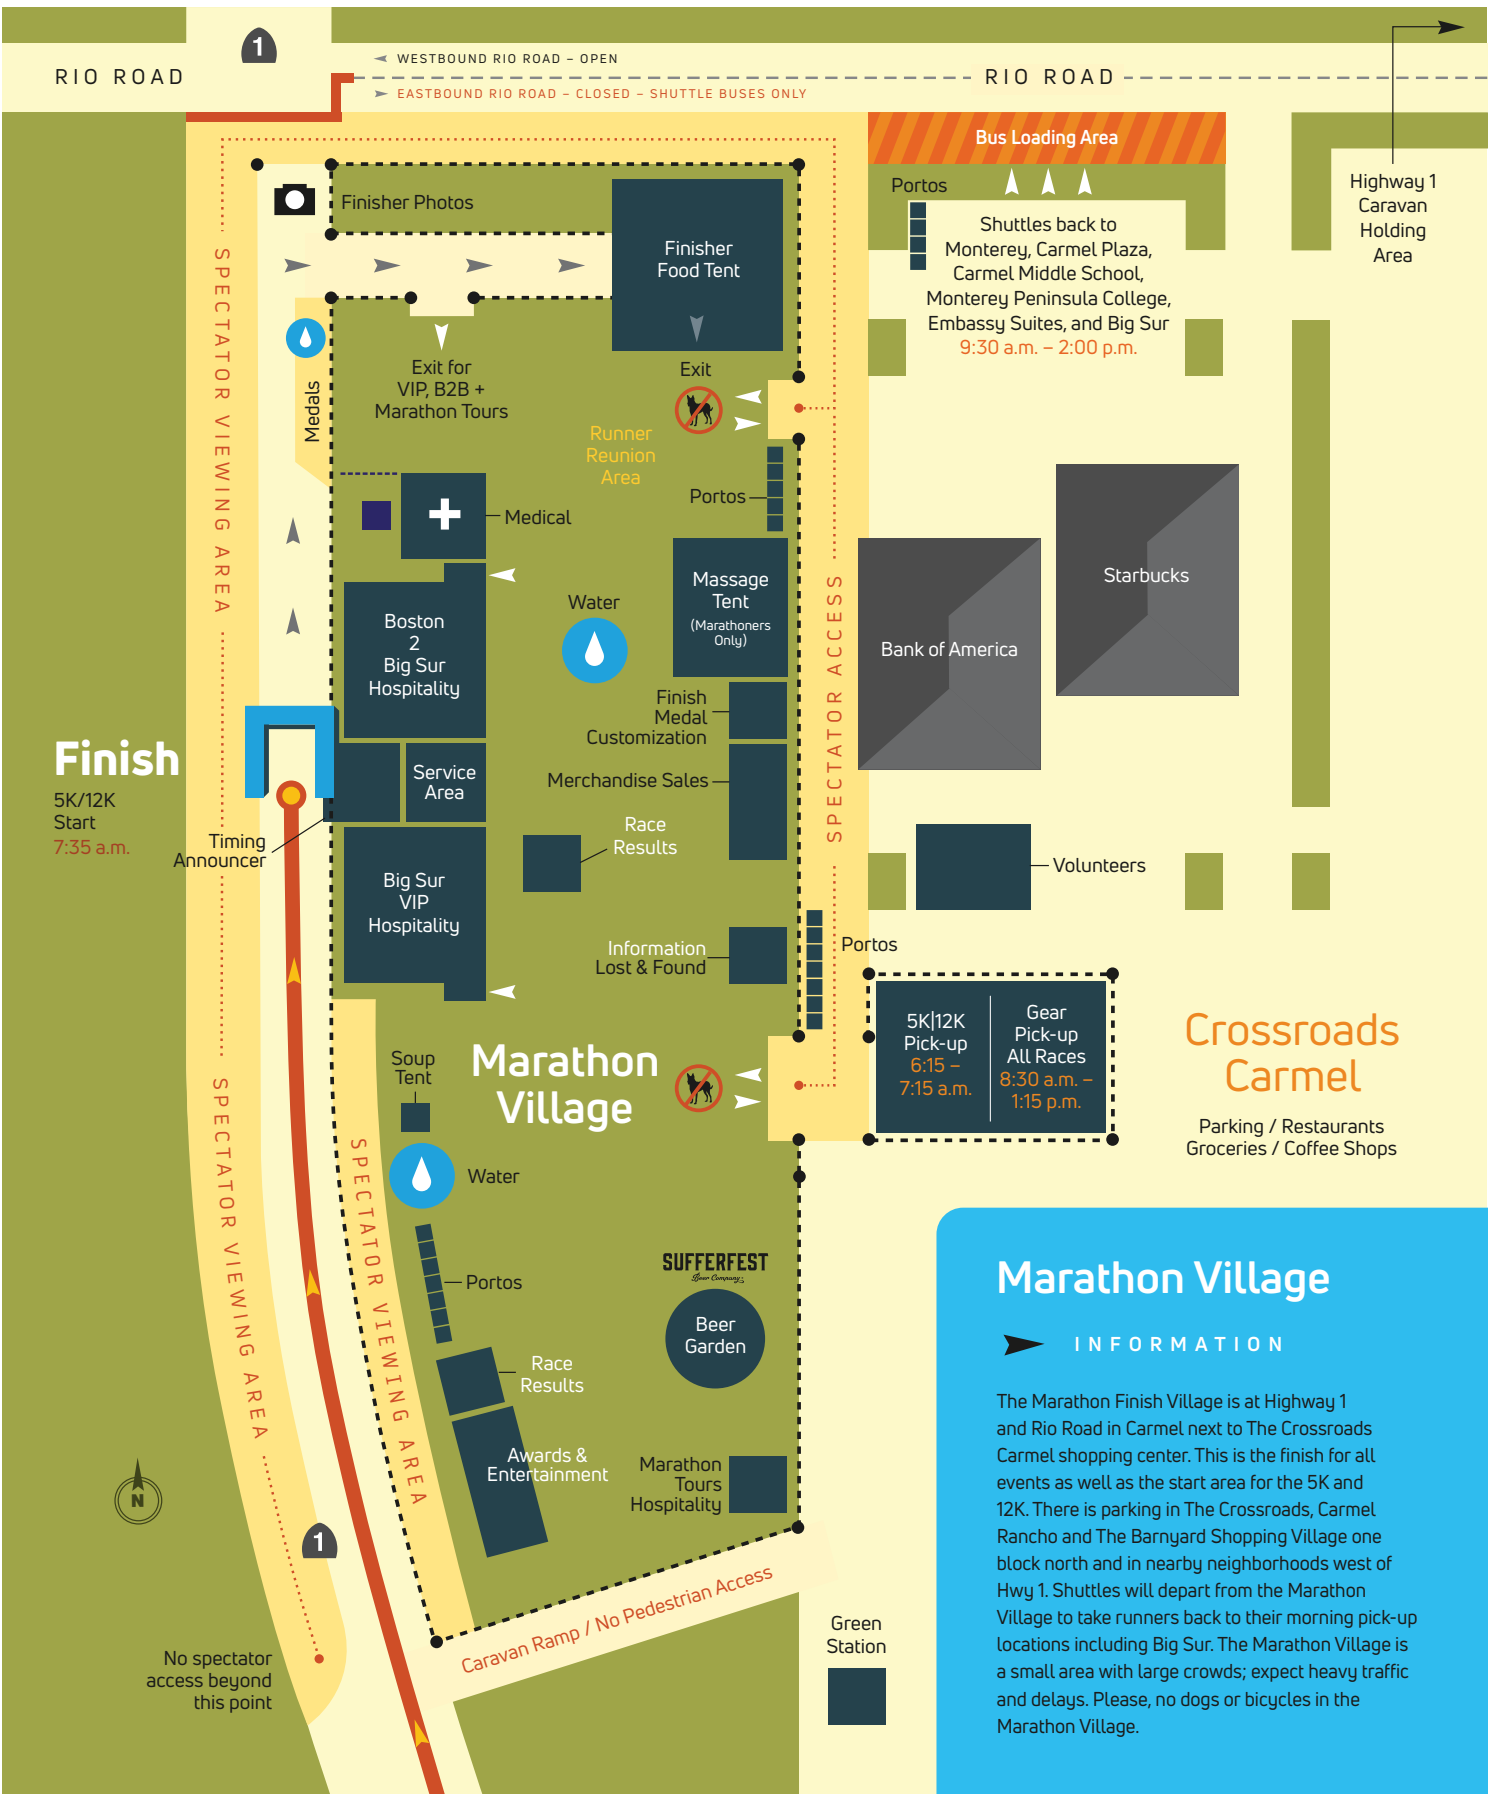 1
RIO ROAD
WESTBOUND RIO ROAD – OPEN
EASTBOUND RIO ROAD – CLOSED – SHUTTLE BUSES ONLY
RIO ROAD
Bus Loading Area
Portos
Shuttles back to
Monterey, Carmel Plaza,
Carmel Middle School,
Monterey Peninsula College,
Embassy Suites, and Big Sur
9:30 a.m. – 2:00 p.m.
Highway 1
Caravan
Holding
Area
Finisher Photos
Finisher
Food Tent
SPECTATOR VIEWING AREA
Medals
Exit for
VIP, B2B +
Marathon Tours
Exit
Runner
Reunion
Area
Portos
Medical
Massage
Tent
(Marathoners
Only)
Water
Boston
2
Big Sur
Hospitality
SPECTATOR ACCESS
Starbucks
Bank of America
Finish
Medal
Customization
Merchandise Sales
Finish
5K/12K
Start
7:35 a.m.
Timing
Announcer
Service
Area
Race
Results
Big Sur
VIP
Hospitality
Volunteers
Information
Lost & Found
Portos
5K|12K
Pick-up
6:15 –
7:15 a.m.
Gear
Pick-up
All Races
8:30 a.m. –
1:15 p.m.
Crossroads
Carmel
Parking / Restaurants
Groceries / Coffee Shops
Soup
Tent
Marathon
Village
SPECTATOR VIEWING AREA
SPECTATOR VIEWING AREA
Water
Portos
SUFFERFEST
Beer Company
Beer
Garden
Race
Results
Awards &
Entertainment
Marathon
Tours
Hospitality
N
1
Caravan Ramp / No Pedestrian Access
No spectator
access beyond
this point
Green
Station
Marathon Village
INFORMATION
The Marathon Finish Village is at Highway 1
and Rio Road in Carmel next to The Crossroads
Carmel shopping center. This is the finish for all
events as well as the start area for the 5K and
12K. There is parking in The Crossroads, Carmel
Rancho and The Barnyard Shopping Village one
block north and in nearby neighborhoods west of
Hwy 1. Shuttles will depart from the Marathon
Village to take runners back to their morning pick-up
locations including Big Sur. The Marathon Village is
a small area with large crowds; expect heavy traffic
and delays. Please, no dogs or bicycles in the
Marathon Village.